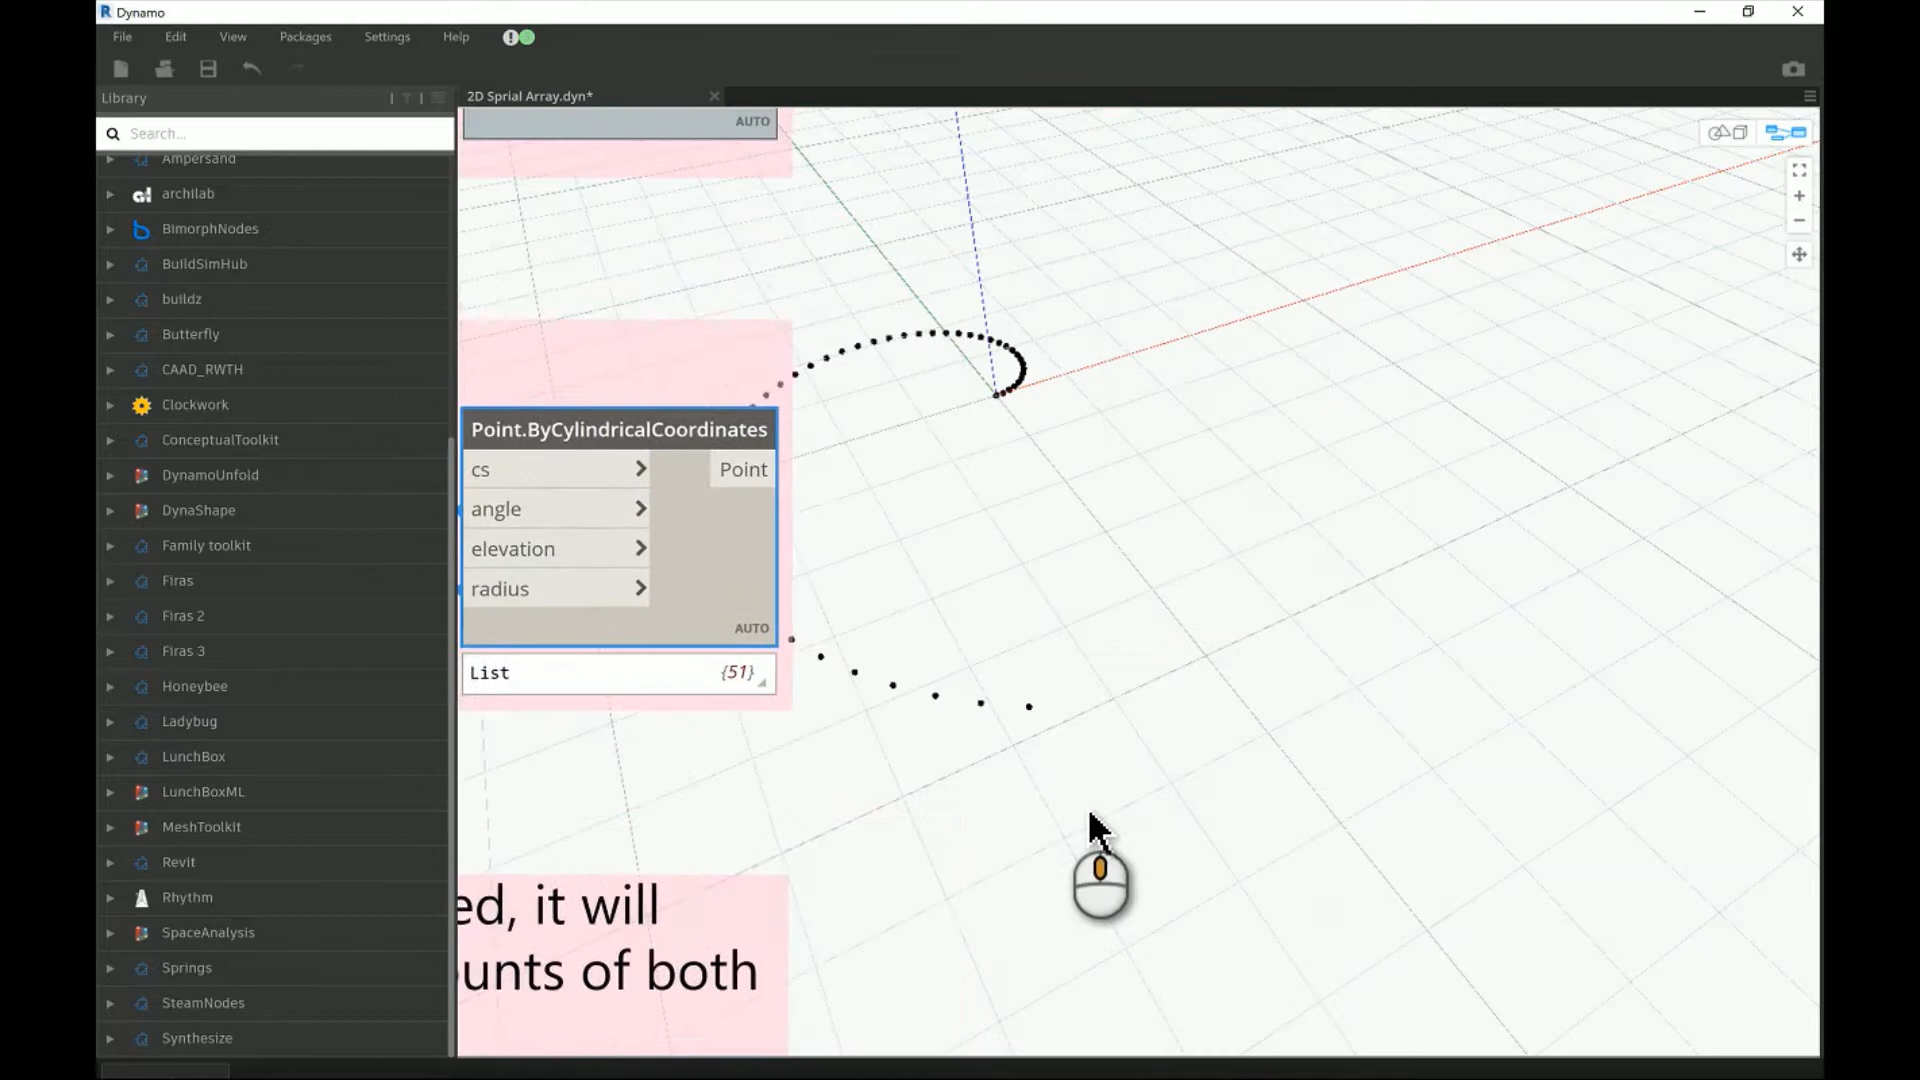 Dynamo
File Edit View Packages Settings Help
Library
2D Sprial Array.dyn*
Search...
Ampersand
archilab
BimorphNodes
BuildSimHub
buildz
Butterfly
CAAD_RWTH
Clockwork
ConceptualToolkit
DynamoUnfold
DynaShape
Family toolkit
Firas
Firas 2
Firas 3
Honeybee
Ladybug
LunchBox
LunchBoxML
MeshToolkit
Revit
Rhythm
SpaceAnalysis
Springs
SteamNodes
Synthesize
AUTO
Point.ByCylindricalCoordinates
cs
Point
angle
elevation
radius
AUTO
List {51}
ed, it will
unts of both